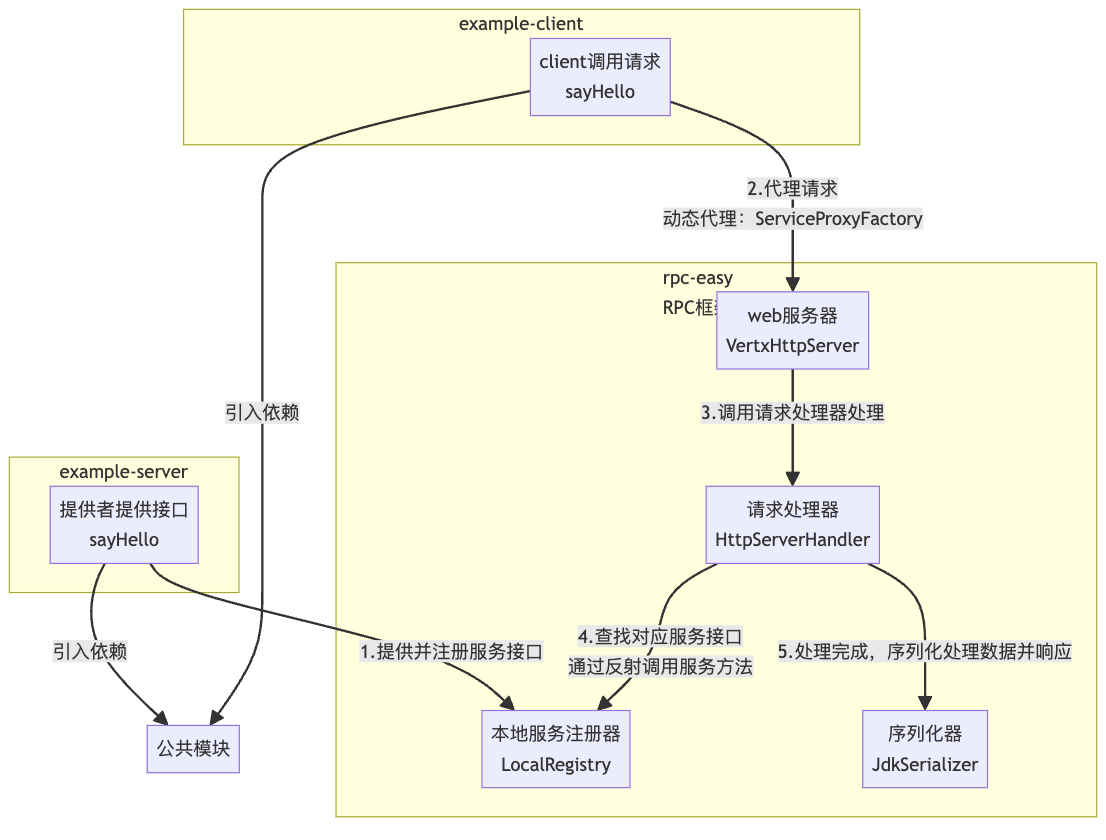 example-client
client调用请求
sayHello
2.代理请求
动态代理：ServiceProxyFactory
rpc-easy
RPC框
web服务器
VertxHttpServer
引入依赖
3.调用请求处理器处理
example-server
提供者提供接口
sayHello
请求处理器
HttpServerHandler
引入依赖
1.提供并注册服务接口
4.查找对应服务接口
通过反射调用服务方法
5.处理完成，序列化处理数据并响应
公共模块
本地服务注册器
LocalRegistry
序列化器
JdkSerializer